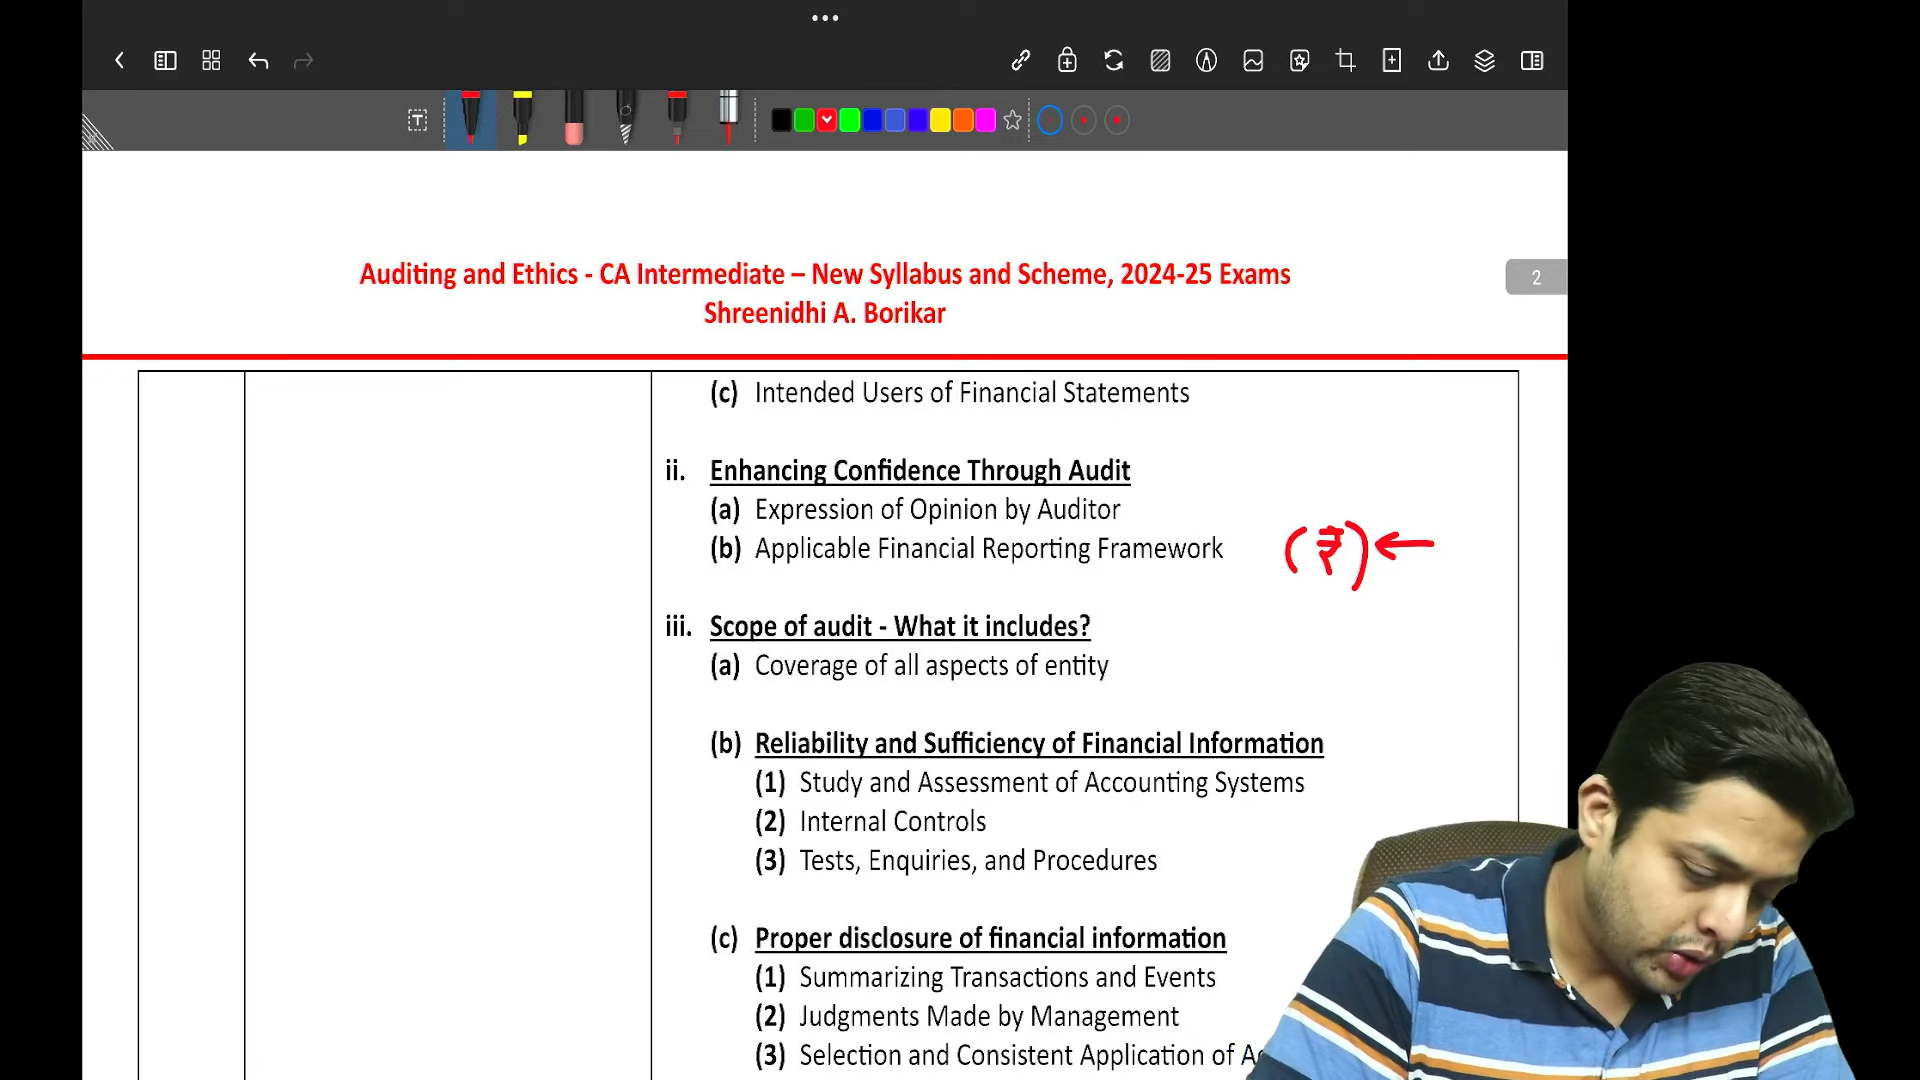 Auditing and Ethics - CA Intermediate – New Syllabus and Scheme, 2024-25 Exams
2
Shreenidhi A. Borikar
(c) Intended Users of Financial Statements
ii. Enhancing Confidence Through Audit
(a) Expression of Opinion by Auditor
(b) Applicable Financial Reporting Framework (₹) ←
iii. Scope of audit - What it includes?
(a) Coverage of all aspects of entity
(b) Reliability and Sufficiency of Financial Information
(1) Study and Assessment of Accounting Systems
(2) Internal Controls
(3) Tests, Enquiries, and Procedures
(c) Proper disclosure of financial information
(1) Summarizing Transactions and Events
(2) Judgments Made by Management
(3) Selection and Consistent Application of